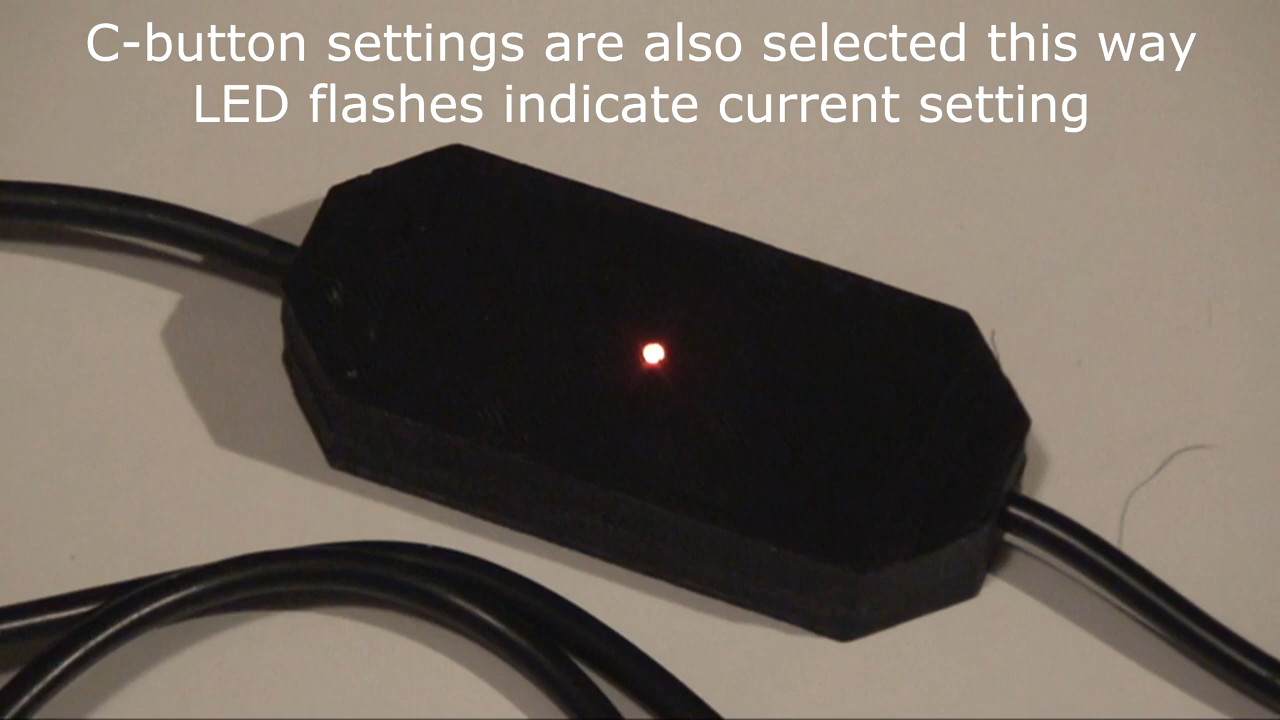 C-button settings are also selected this way
LED flashes indicate current setting